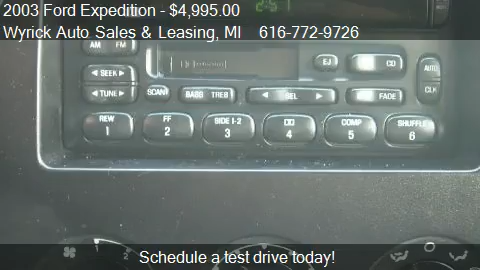 2003 Ford Expedition - $4,995.00
Wyrick Auto Sales & Leasing, MI 616-772-9726
2:51
AM FM
EJ CD AUTO
SEEK
TUNE SCAN BASS TREB SEL FADE CLK
REW FF SIDE 1-2 COMP SHUFFLE
1 2 3 4 5 6
Schedule a test drive today!